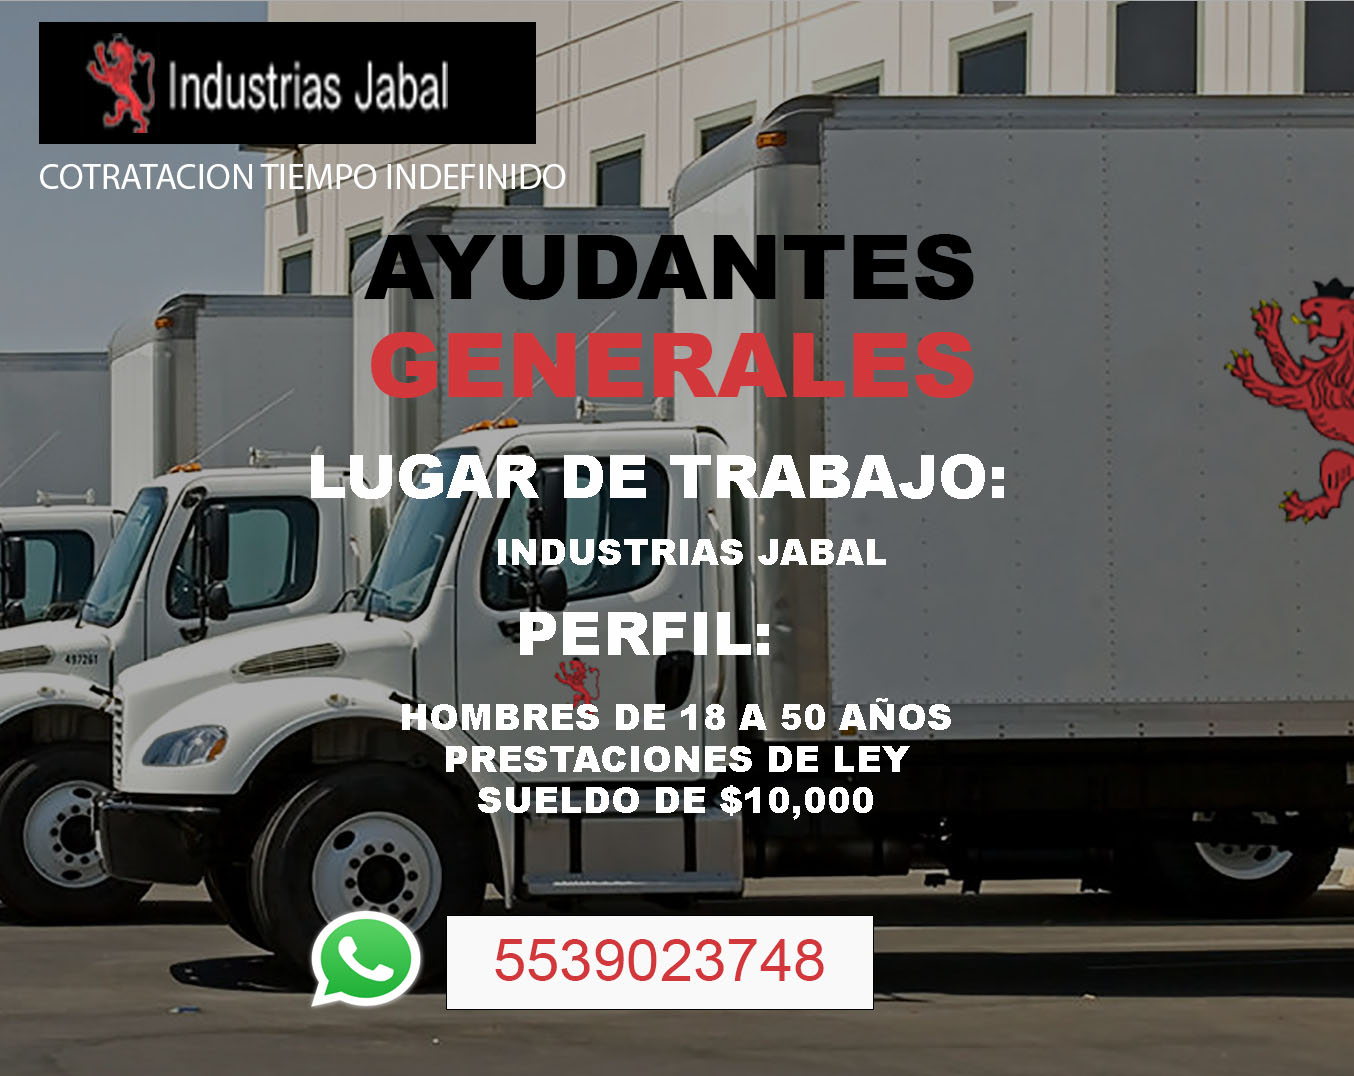 Industrias Jabal
COTRATACION TIEMPO INDEFINIDO
AYUDANTES
GENERALES
LUGAR DE TRABAJO:
INDUSTRIAS JABAL
PERFIL:
497261
HOMBRES DE 18 A 50 AÑOS
PRESTACIONES DE LEY
SUELDO DE $10,000
5539023748